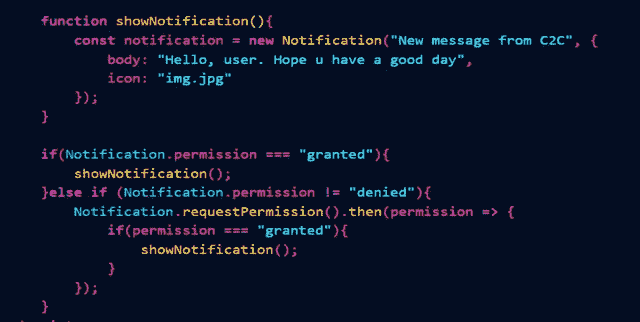 function showNotification(){
const notification = new Notification("New message from C2C", {
body: "Hello, user. Hope u have a good day",
icon: "img.jpg"
});
}
if(Notification.permission === "granted"){
showNotification();
}else if (Notification.permission != "denied"){
Notification.requestPermission().then(permission => {
if(permission === "granted"){
showNotification();
}
});
}